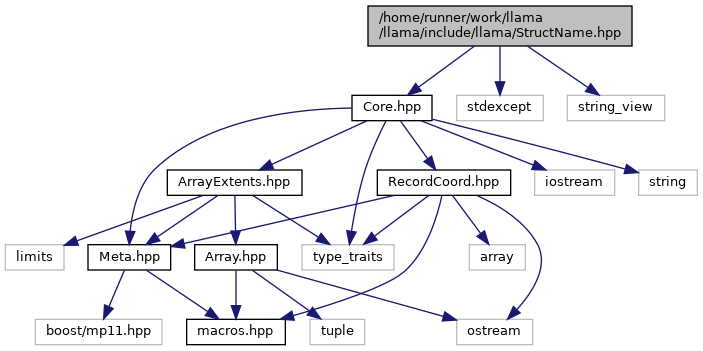 /home/runner/work/llama
/llama/include/llama/StructName.hpp
Core.hpp
stdexcept
string_view
ArrayExtents.hpp
RecordCoord.hpp
iostream
string
limits
Meta.hpp
Array.hpp
type_traits
array
boost/mp11.hpp
macros.hpp
tuple
ostream